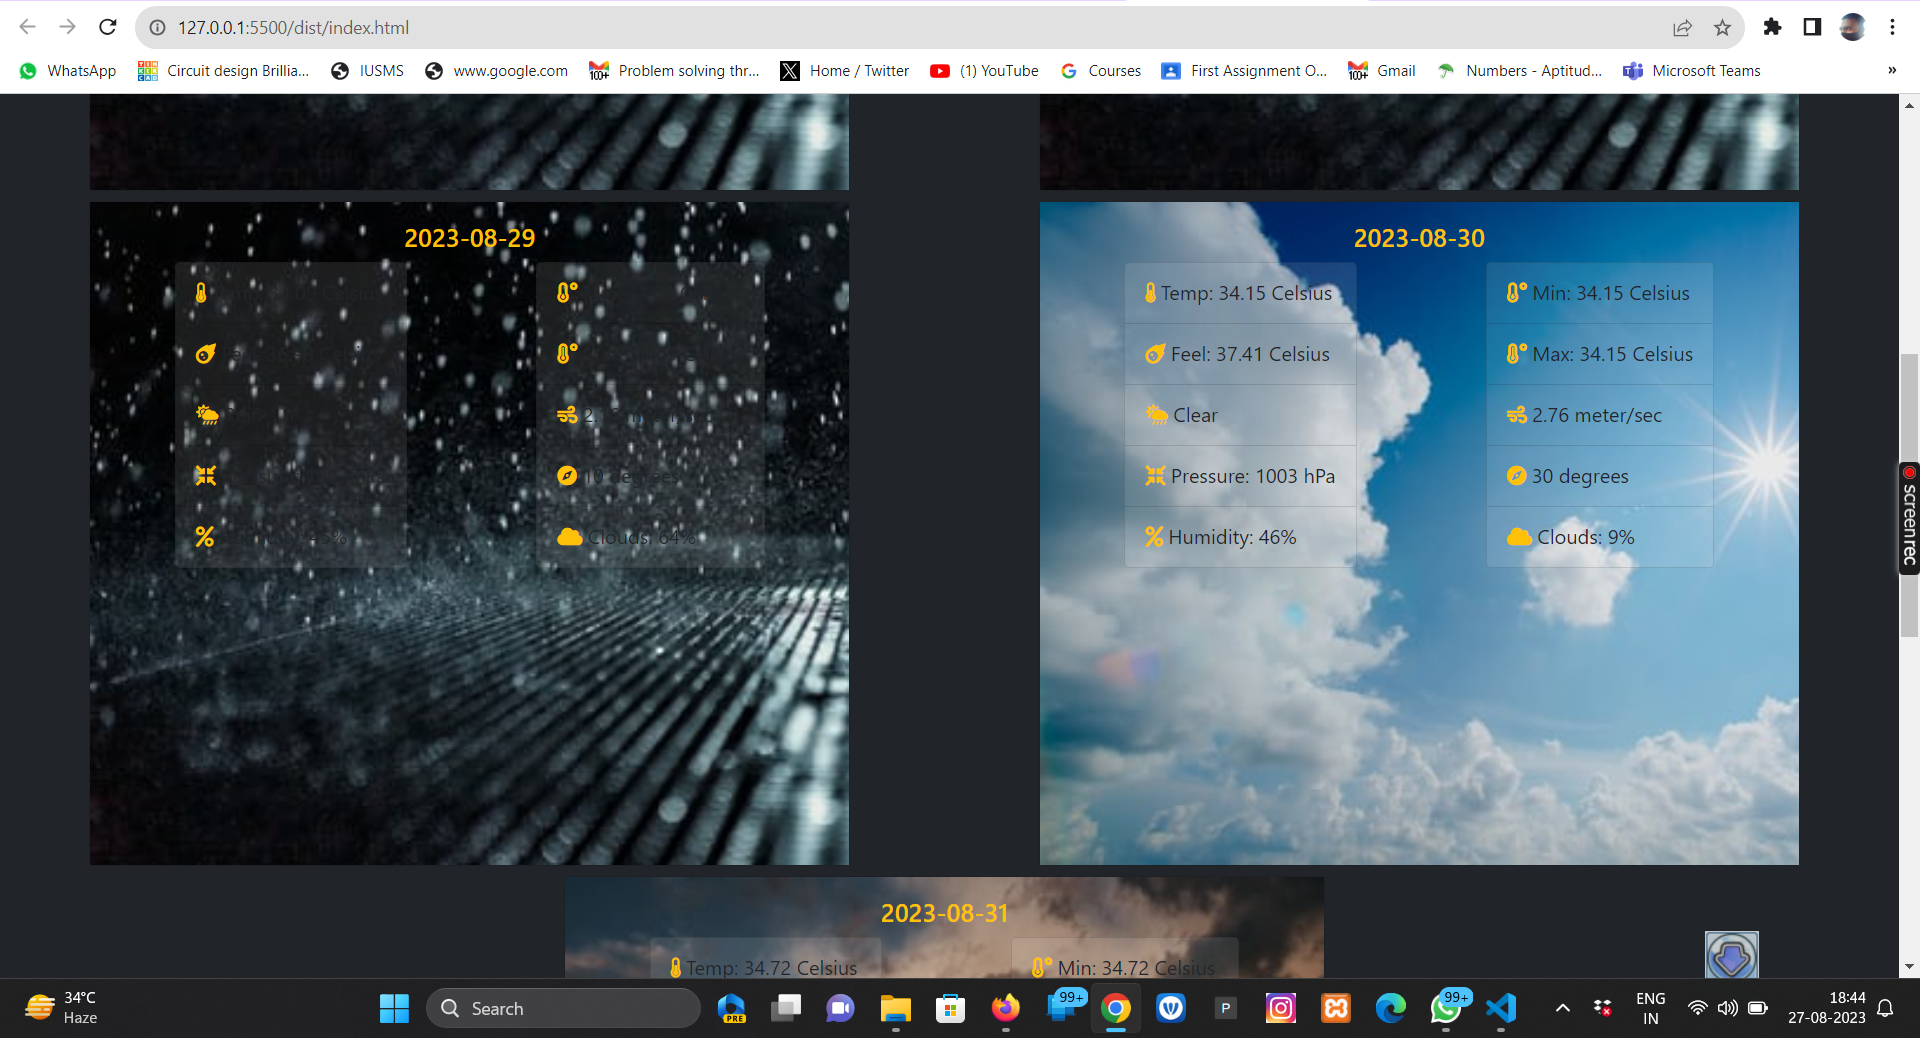 127.0.0.1:5500/dist/index.html
WhatsApp
Circuit design Brillia...
IUSMS
www.google.com
Problem solving thr...
Home / Twitter
(1) YouTube
Courses
First Assignment O...
Gmail
Numbers - Aptitud...
Microsoft Teams
»
2023-08-29
10 degrees
Clouds: 64%
2023-08-30
Temp: 34.15 Celsius
Min: 34.15 Celsius
Feel: 37.41 Celsius
Max: 34.15 Celsius
Clear
2.76 meter/sec
Pressure: 1003 hPa
30 degrees
Humidity: 46%
Clouds: 9%
screenrec
2023-08-31
Temp: 34.72 Celsius
Min: 34.72 Celsius
34°C
Haze
Search
PRE
99+
P
99+
ENG
IN
18:44
27-08-2023